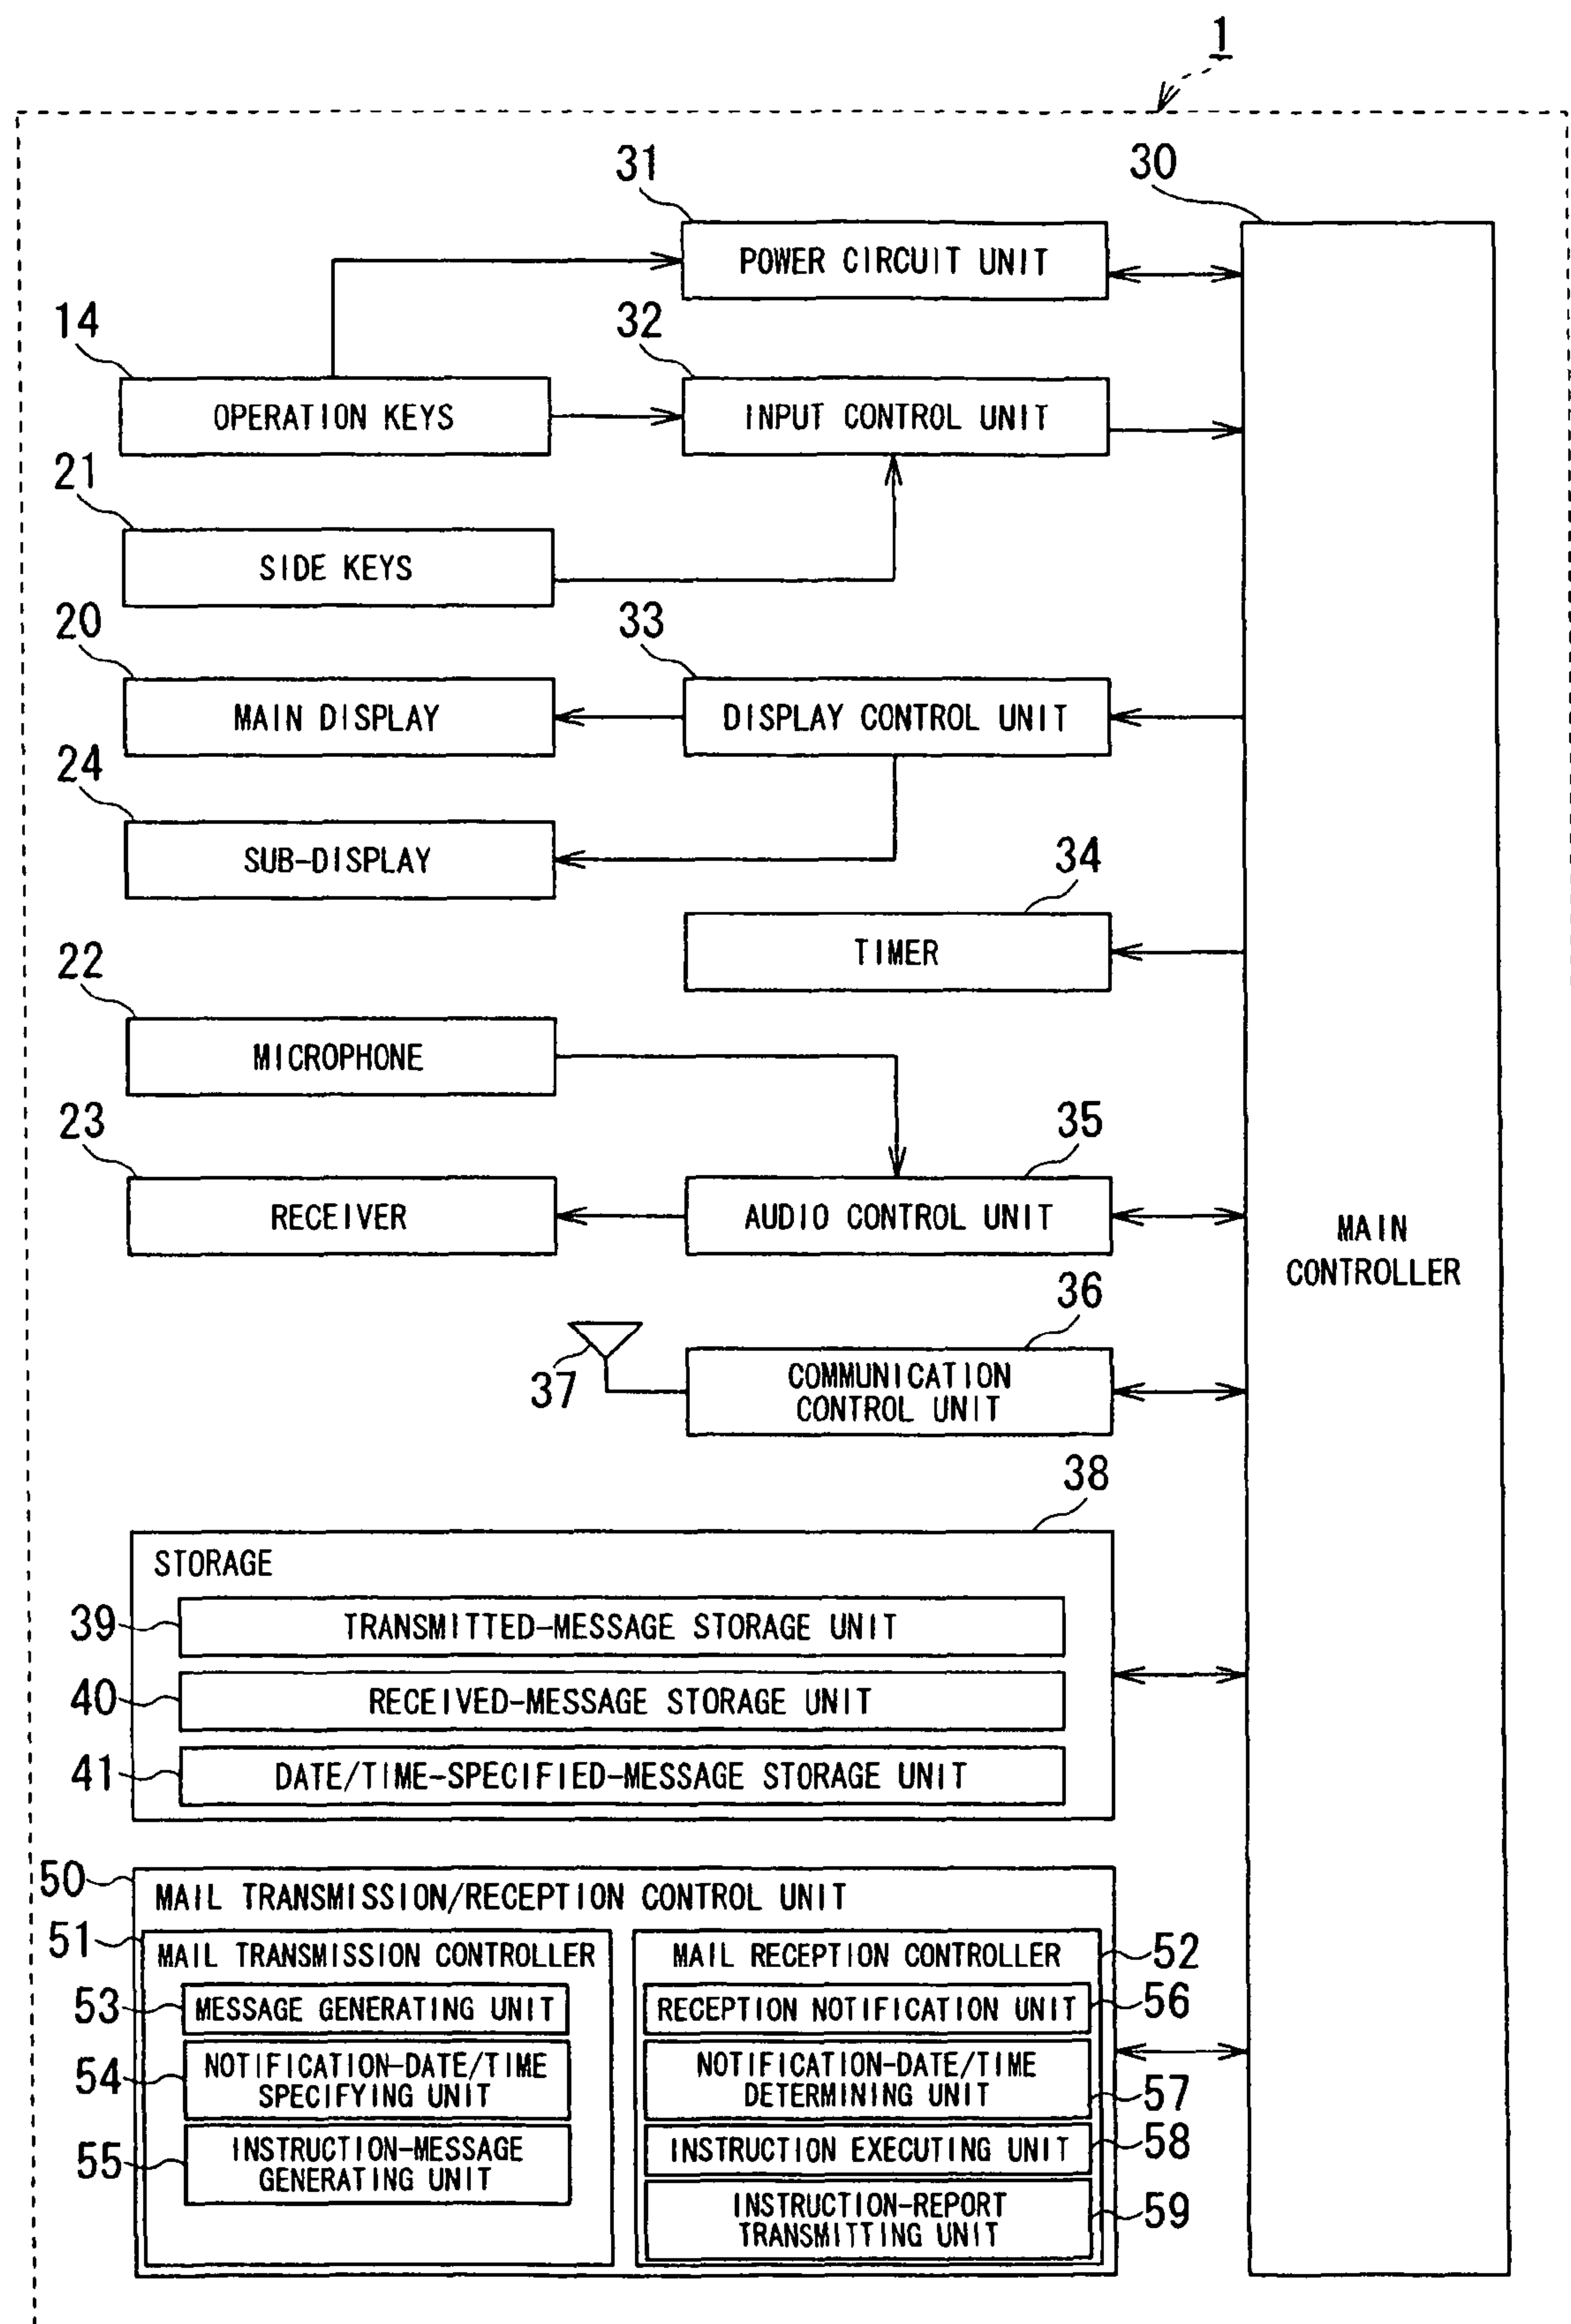 1
31
30
POWER CIRCUIT UNIT
14
32
OPERATION KEYS
INPUT CONTROL UNIT
21
SIDE KEYS
20
33
MAIN DISPLAY
DISPLAY CONTROL UNIT
24
SUB-DISPLAY
34
TIMER
22
MICROPHONE
23
35
RECEIVER
AUDIO CONTROL UNIT
MAIN
CONTROLLER
36
37
COMMUNICATION
CONTROL UNIT
38
STORAGE
39
TRANSMITTED-MESSAGE STORAGE UNIT
40
RECEIVED-MESSAGE STORAGE UNIT
41
DATE/TIME-SPECIFIED-MESSAGE STORAGE UNIT
50
MAIL TRANSMISSION/RECEPTION CONTROL UNIT
51
MAIL TRANSMISSION CONTROLLER
53
MESSAGE GENERATING UNIT
54
NOTIFICATION-DATE/TIME
SPECIFYING UNIT
55
INSTRUCTION-MESSAGE
GENERATING UNIT
MAIL RECEPTION CONTROLLER
52
RECEPTION NOTIFICATION UNIT
56
NOTIFICATION-DATE/TIME
DETERMINING UNIT
57
INSTRUCTION EXECUTING UNIT
58
INSTRUCTION-REPORT
TRANSMITTING UNIT
59